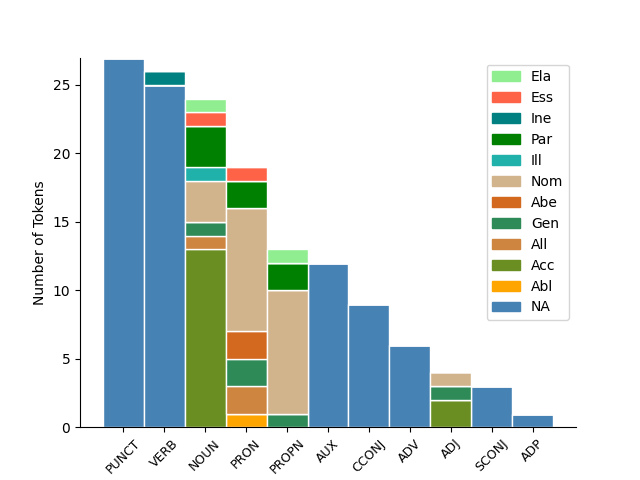 Number of Tokens
25
20
15
10
5
0
PUNCT
VERB
NOUN
PRON
PROPN
AUX
CCONJ
ADV
ADJ
SCONJ
ADP
Ela
Ess
Ine
Par
Ill
Nom
Abe
Gen
All
Acc
Abl
NA